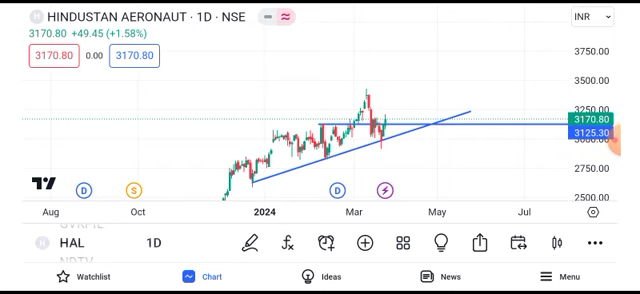 H HINDUSTAN AERONAUT · 1D · NSE
INR
3170.80 +49.45 (+1.58%)
3170.80 0.00 3170.80
3750.00
3500.00
3250.00
3170.80
3125.30
3000.00
2750.00
2500.00
D S D
Aug Oct 2024 Mar May Jul
H HAL 1D
Watchlist Chart Ideas News Menu